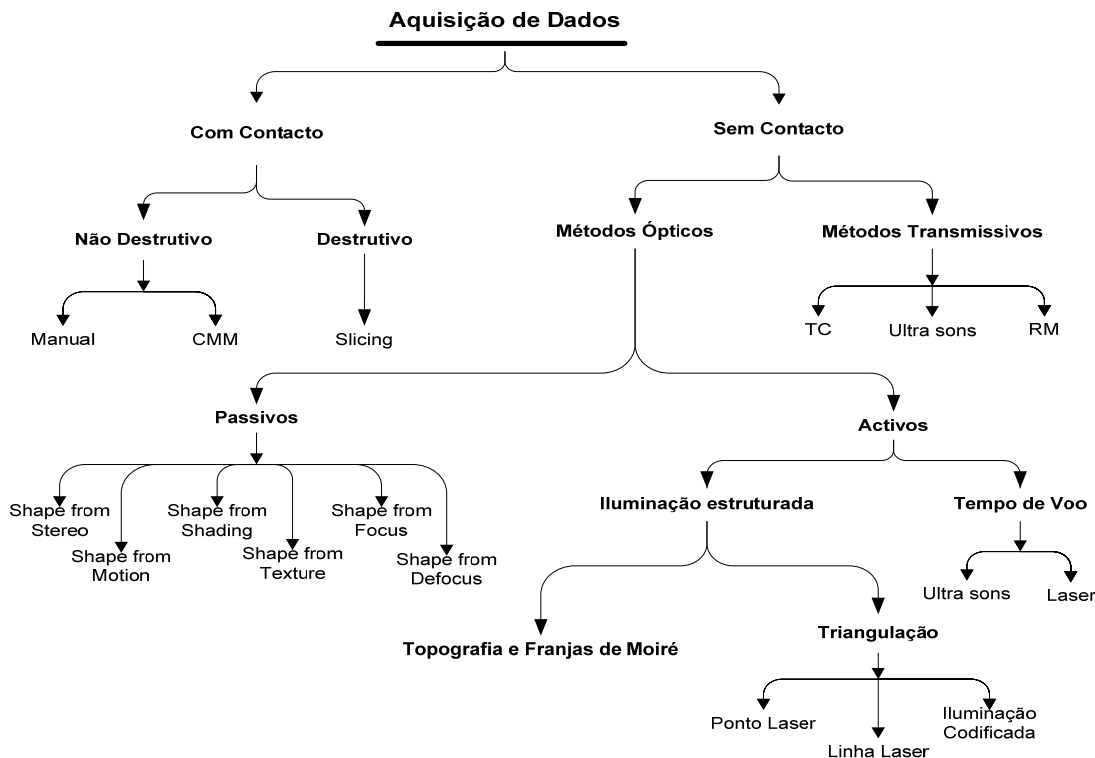 Aquisição de Dados
Com Contacto
Sem Contacto
Não Destrutivo
Destrutivo
Métodos Ópticos
Métodos Transmissivos
Manual
CMM
Slicing
TC
Ultra sons
RM
Passivos
Activos
Shape from
Stereo
Shape from
Motion
Shape from
Shading
Shape from
Texture
Shape from
Focus
Shape from
Defocus
Iluminação estruturada
Tempo de Voo
Ultra sons
Laser
Topografia e Franjas de Moiré
Triangulação
Ponto Laser
Linha Laser
Iluminação
Codificada